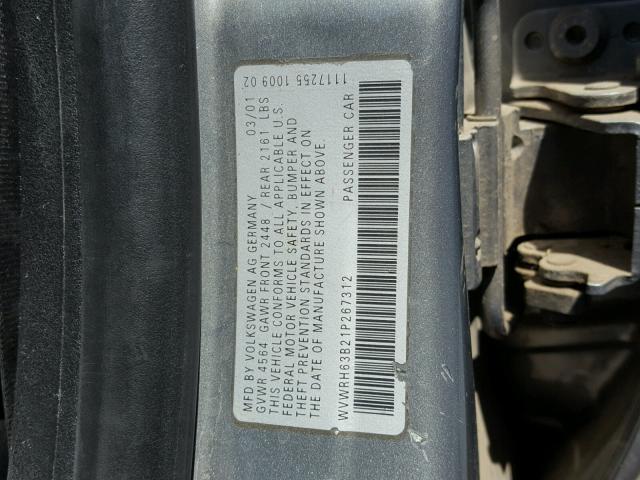 MFD BY VOLKSWAGEN AG GERMANY 03/01
GVWR 4564 GAWR FRONT 2448 / REAR 2161 LBS
THIS VEHICLE CONFORMS TO ALL APPLICABLE U.S.
FEDERAL MOTOR VEHICLE SAFETY, BUMPER AND
THEFT PREVENTION STANDARDS IN EFFECT ON
THE DATE OF MANUFACTURE SHOWN ABOVE.
WVWRH63B21P267312 PASSENGER CAR
1117255 1009 02